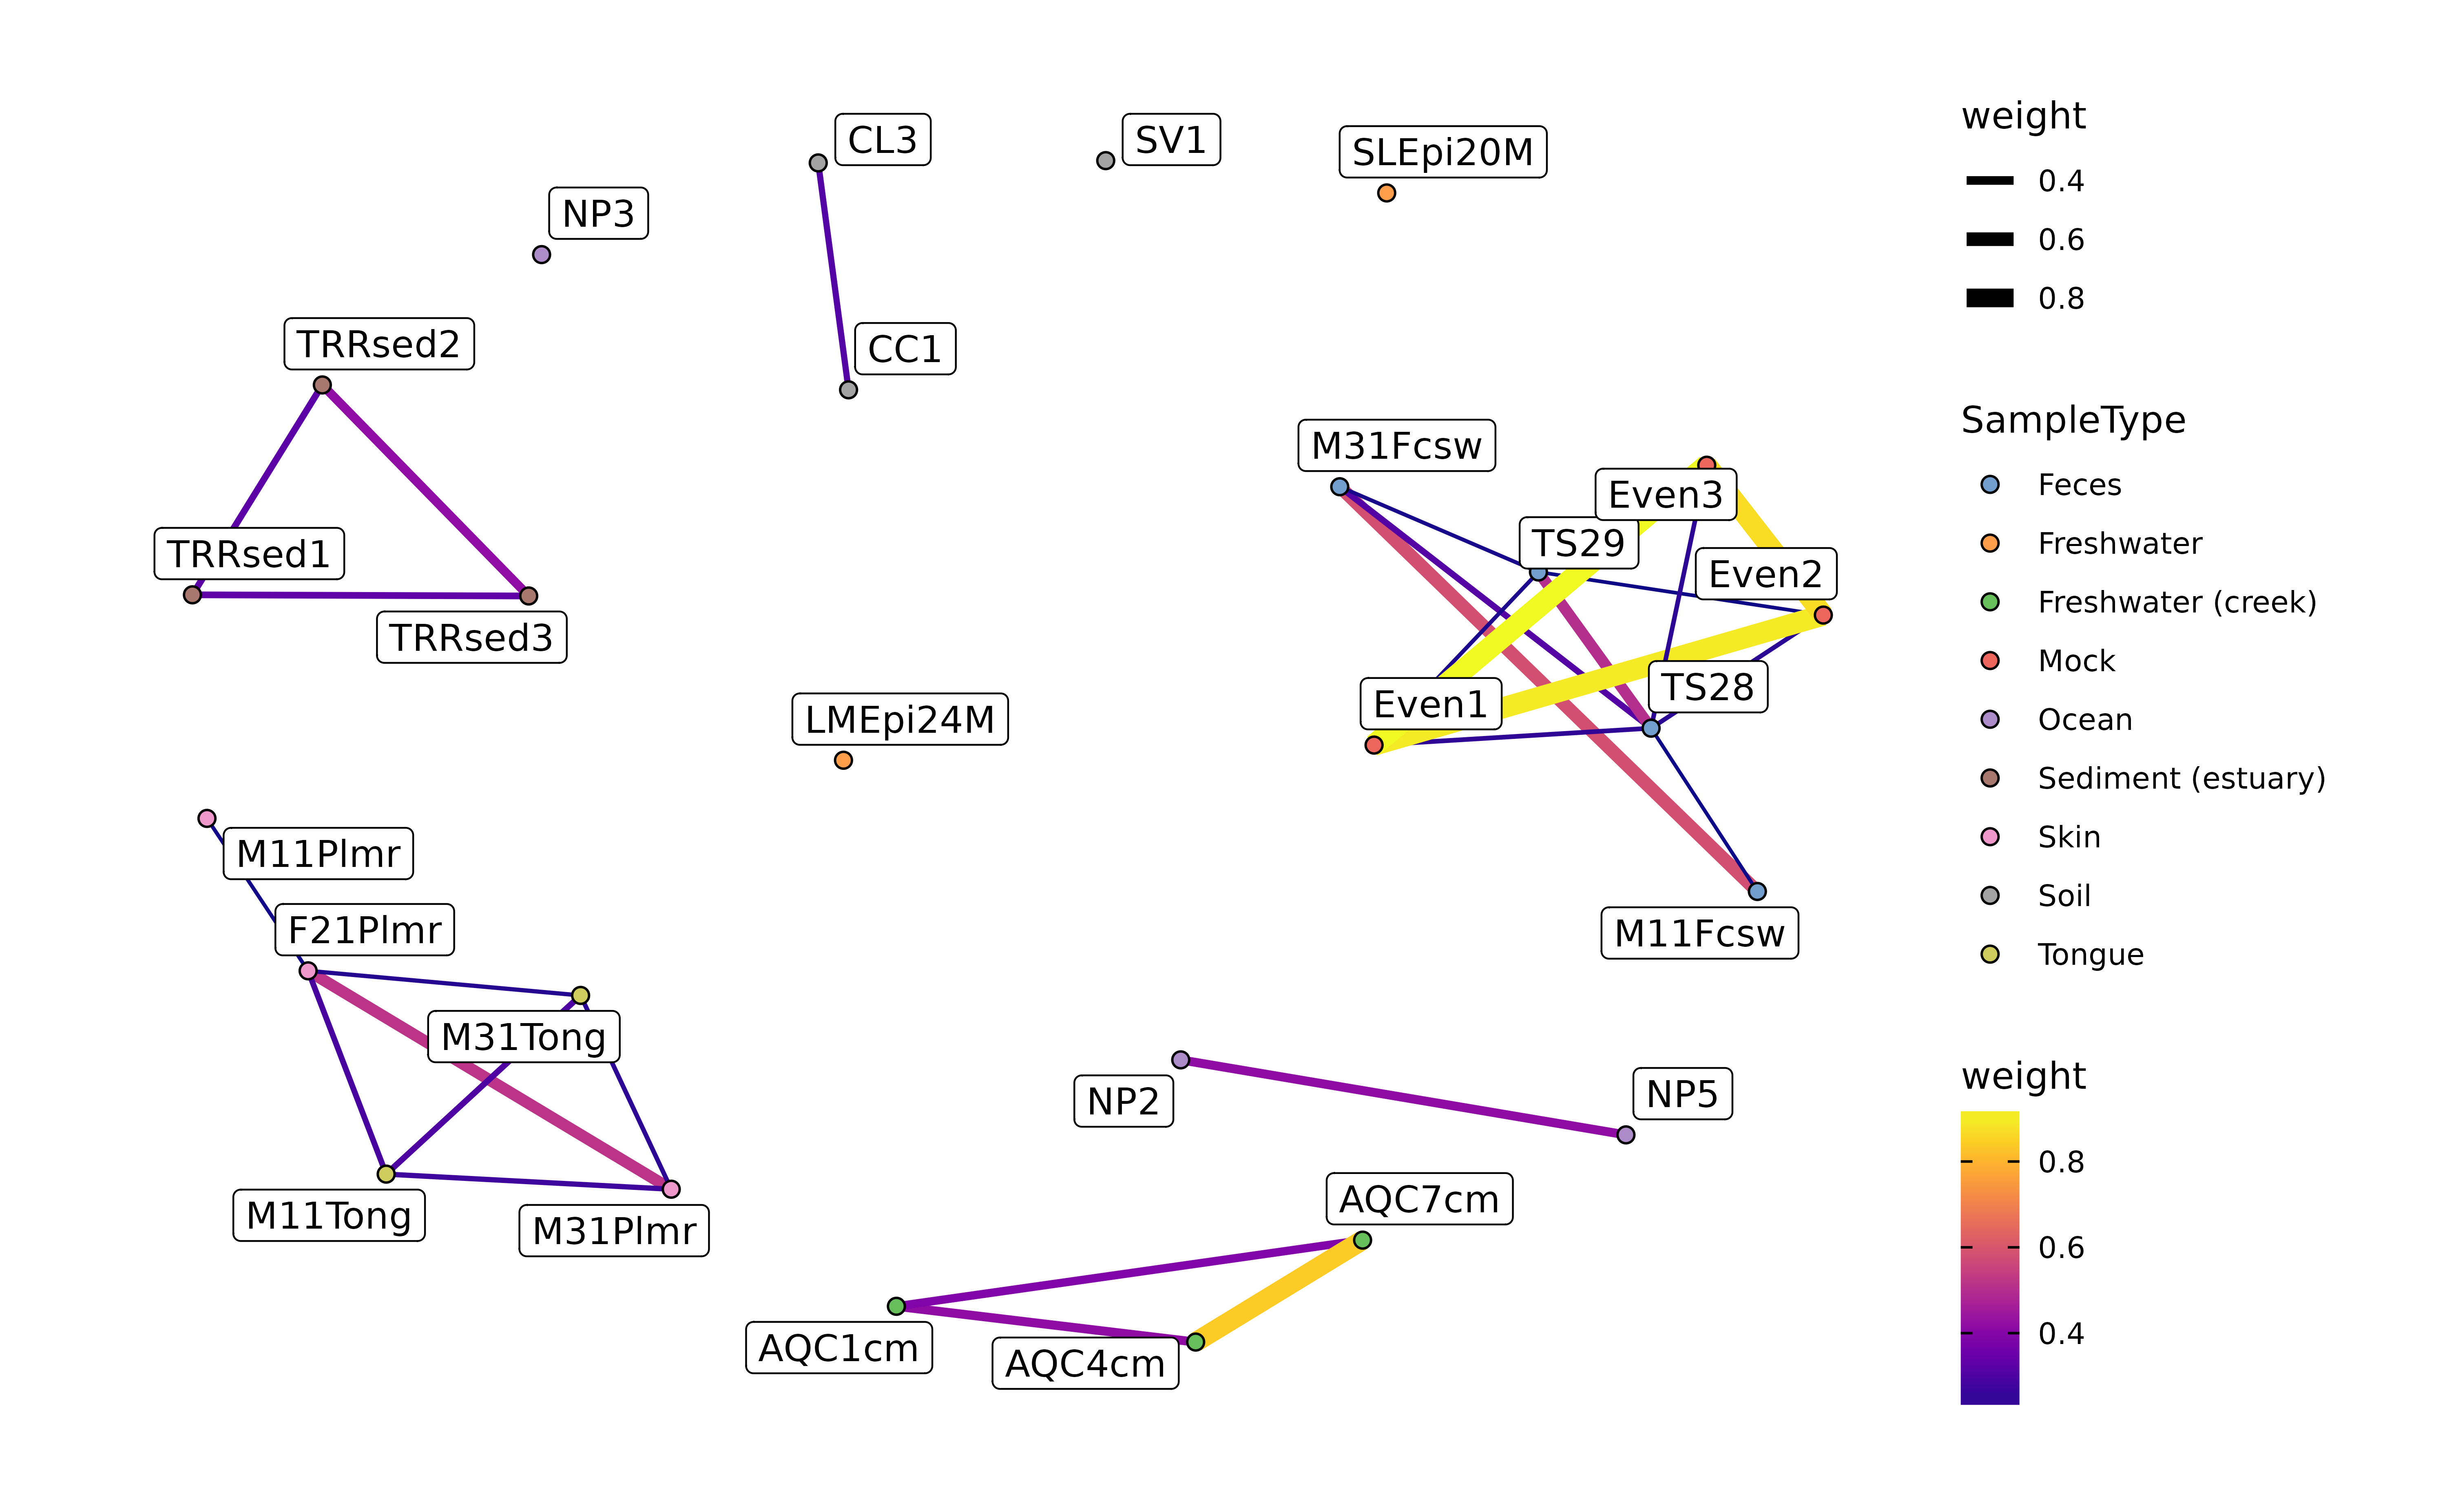 CL3
SV1
SLEpi20M
NP3
TRRsed2
CC1
M31Fcsw
Even3
TS29
TRRsed1
Even2
TRRsed3
TS28
Even1
LMEpi24M
M11Plmr
F21Plmr
M11Fcsw
M31Tong
NP2
NP5
AQC7cm
M11Tong
M31Plmr
AQC1cm
AQC4cm
weight
0.4
0.6
0.8
SampleType
Feces
Freshwater
Freshwater (creek)
Mock
Ocean
Sediment (estuary)
Skin
Soil
Tongue
weight
0.8
0.6
0.4